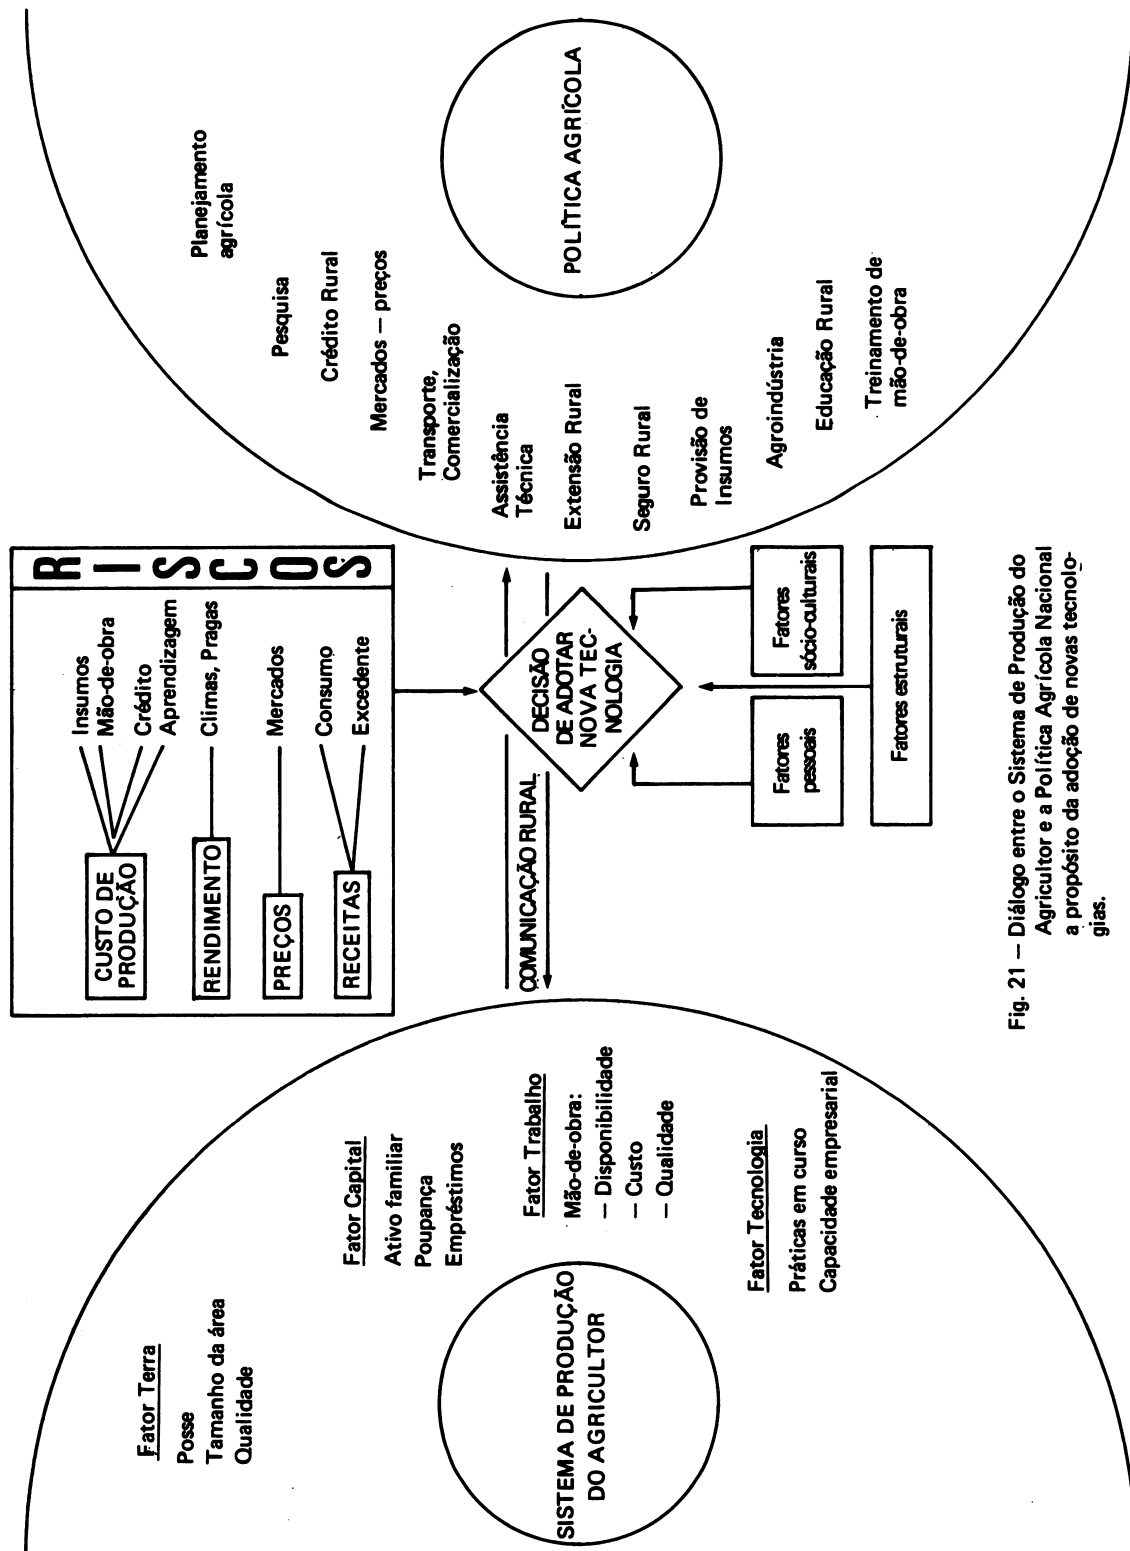 Fator Terra
Posse
Tamanho da área
Qualidade
SISTEMA DE PRODUÇÃO
DO AGRICULTOR
Fator Capital
Ativo familiar
Poupança
Empréstimos
Fator Trabalho
Mão-de-obra:
— Disponibilidade
— Custo
— Qualidade
Fator Tecnologia
Práticas em curso
Capacidade empresarial
RISCOS
CUSTO DE
PRODUÇÃO
Insumos
Mão-de-obra
Crédito
Aprendizagem
RENDIMENTO
Climas, Pragas
PREÇOS
Mercados
RECEITAS
Consumo
Excedente
COMUNICAÇÃO RURAL
DECISÃO
DE ADOTAR
NOVA TEC-
NOLOGIA
Fatores
pessoais
Fatores
sócio-culturais
Fatores estruturais
Planejamento
agrícola
Pesquisa
Crédito Rural
Mercados — preços
Transporte,
Comercialização
Assistência
Técnica
Extensão Rural
Seguro Rural
Provisão de
Insumos
Agroindústria
Educação Rural
Treinamento de
mão-de-obra
POLÍTICA AGRÍCOLA
Fig. 21 — Diálogo entre o Sistema de Produção do
Agricultor e a Política Agrícola Nacional
a propósito da adoção de novas tecnolo-
gias.